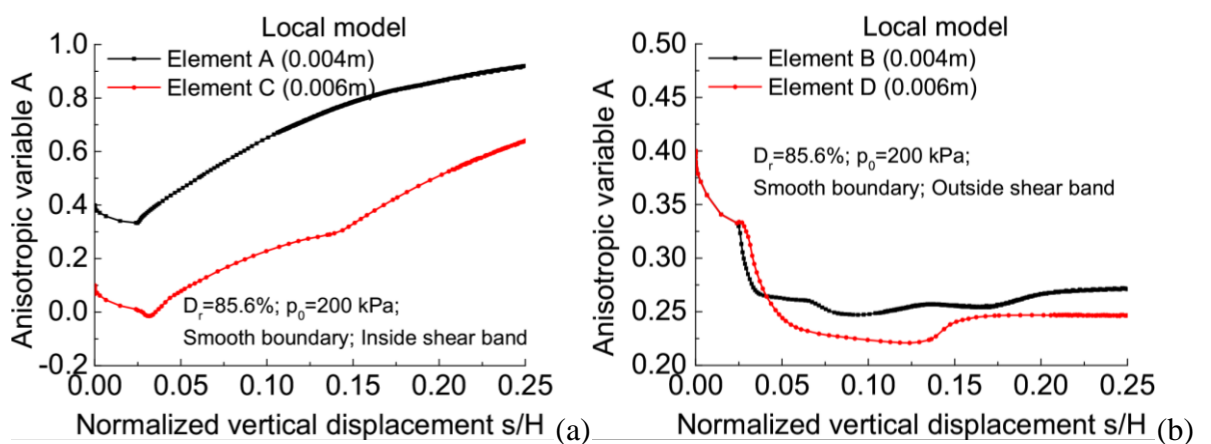 Local model
Element A (0.004m)
Element C (0.006m)
Anisotropic variable A
1.0
0.8
0.6
0.4
0.2
0.0
-0.2
D_r=85.6%; p_0=200 kPa;
Smooth boundary; Inside shear band
0.00 0.05 0.10 0.15 0.20 0.25
Normalized vertical displacement s/H (a)
Local model
Element B (0.004m)
Element D (0.006m)
Anisotropic variable A
0.50
0.45
0.40
0.35
0.30
0.25
0.20
D_r=85.6%; p_0=200 kPa;
Smooth boundary; Outside shear band
0.00 0.05 0.10 0.15 0.20 0.25
Normalized vertical displacement s/H (b)